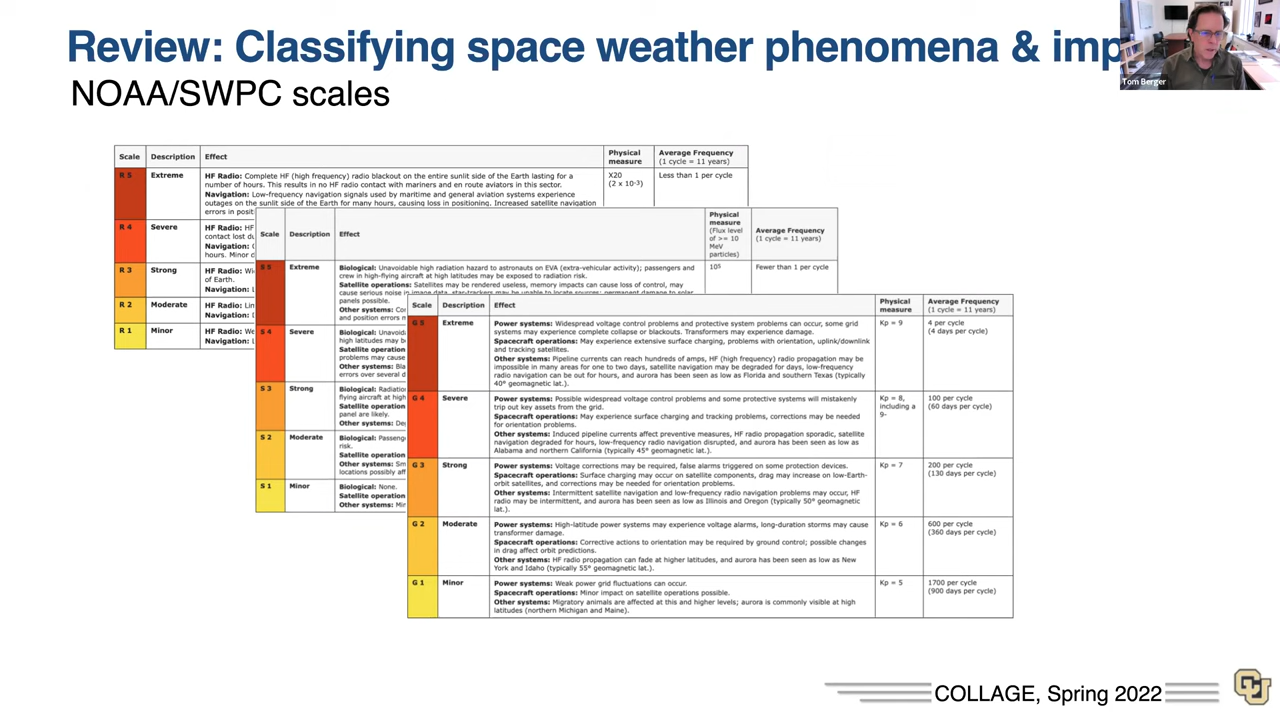 Review: Classifying space weather phenomena & imp
Tom Berger
NOAA/SWPC scales
Scale Description Effect Physical measure Average Frequency (1 cycle = 11 years)
R 5 Extreme HF Radio: Complete HF (high frequency) radio blackout on the entire sunlit side of the Earth lasting for a
number of hours. This results in no HF radio contact with mariners and en route aviators in this sector.
Navigation: Low-frequency navigation signals used by maritime and general aviation systems experience
outages on the sunlit side of the Earth for many hours, causing loss in positioning. Increased satellite navigation
errors in posit
X20
(2 x 10-3)
Less than 1 per cycle
R 4 Severe HF Radio: HF
contact lost du
Navigation:
hours. Minor d
R 3 Strong HF Radio: Wi
of Earth.
Navigation: L
R 2 Moderate HF Radio: Lim
Navigation:
R 1 Minor HF Radio: We
Navigation: L
Scale Description Effect
Physical
measure
(Flux level
of >= 10
MeV
particles)
Average Frequency
(1 cycle = 11 years)
S 5 Extreme Biological: Unavoidable high radiation hazard to astronauts on EVA (extra-vehicular activity); passengers and
crew in high-flying aircraft at high latitudes may be exposed to radiation risk.
Satellite operations: Satellites may be rendered useless, memory impacts can cause loss of control, may
cause serious noise in image data, star-trackers may be unable to locate sources; permanent damage to solar
panels possible.
Other systems: Co
and position errors m
10⁵
Fewer than 1 per cycle
S 4 Severe Biological: Unavoid
high latitudes may b
Satellite operation
problems may cause
Other systems: Bla
errors over several d
S 3 Strong Biological: Radiatio
flying aircraft at high
Satellite operation
panel are likely.
Other systems: De
S 2 Moderate Biological: Passeng
risk.
Satellite operation
Other systems: Sm
locations possibly aff
S 1 Minor Biological: None.
Satellite operation
Other systems: Min
Scale Description Effect
Physical
measure
Average Frequency
(1 cycle = 11 years)
G 5 Extreme Power systems: Widespread voltage control problems and protective system problems can occur, some grid
systems may experience complete collapse or blackouts. Transformers may experience damage.
Spacecraft operations: May experience extensive surface charging, problems with orientation, uplink/downlink
and tracking satellites.
Other systems: Pipeline currents can reach hundreds of amps, HF (high frequency) radio propagation may be
impossible in many areas for one to two days, satellite navigation may be degraded for days, low-frequency
radio navigation can be out for hours, and aurora has been seen as low as Florida and southern Texas (typically
40° geomagnetic lat.).
Kp = 9
4 per cycle
(4 days per cycle)
G 4 Severe Power systems: Possible widespread voltage control problems and some protective systems will mistakenly
trip out key assets from the grid.
Spacecraft operations: May experience surface charging and tracking problems, corrections may be needed
for orientation problems.
Other systems: Induced pipeline currents affect preventive measures, HF radio propagation sporadic, satellite
navigation degraded for hours, low-frequency radio navigation disrupted, and aurora has been seen as low as
Alabama and northern California (typically 45° geomagnetic lat.).
Kp = 8,
including a
9-
100 per cycle
(60 days per cycle)
G 3 Strong Power systems: Voltage corrections may be required, false alarms triggered on some protection devices.
Spacecraft operations: Surface charging may occur on satellite components, drag may increase on low-Earth-
orbit satellites, and corrections may be needed for orientation problems.
Other systems: Intermittent satellite navigation and low-frequency radio navigation problems may occur, HF
radio may be intermittent, and aurora has been seen as low as Illinois and Oregon (typically 50° geomagnetic
lat.).
Kp = 7
200 per cycle
(130 days per cycle)
G 2 Moderate Power systems: High-latitude power systems may experience voltage alarms, long-duration storms may cause
transformer damage.
Spacecraft operations: Corrective actions to orientation may be required by ground control; possible changes
in drag affect orbit predictions.
Other systems: HF radio propagation can fade at higher latitudes, and aurora has been seen as low as New
York and Idaho (typically 55° geomagnetic lat.).
Kp = 6
600 per cycle
(360 days per cycle)
G 1 Minor Power systems: Weak power grid fluctuations can occur.
Spacecraft operations: Minor impact on satellite operations possible.
Other systems: Migratory animals are affected at this and higher levels; aurora is commonly visible at high
latitudes (northern Michigan and Maine).
Kp = 5
1700 per cycle
(900 days per cycle)
COLLAGE, Spring 2022
CU